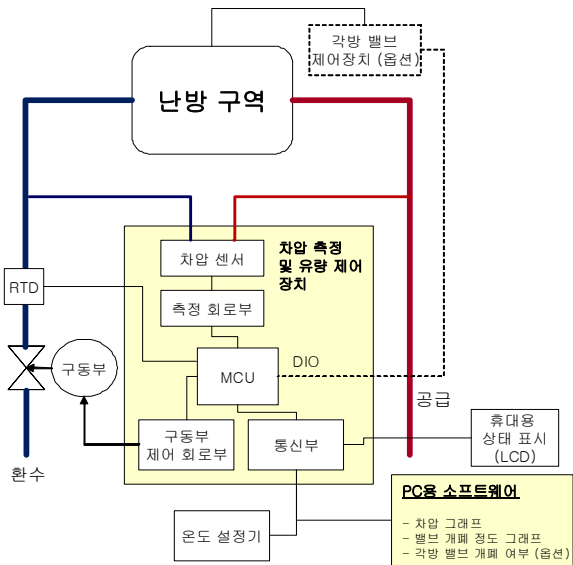 각방 밸브
제어장치 (옵션)
난방 구역
차압 센서
차압 측정
및 유량 제어
장치
RTD
측정 회로부
구동부
MCU
DIO
공급
구동부
제어 회로부
통신부
휴대용
상태 표시
(LCD)
환수
온도 설정기
PC용 소프트웨어
- 차압 그래프
- 밸브 개폐 정도 그래프
- 각방 밸브 개폐 여부 (옵션)